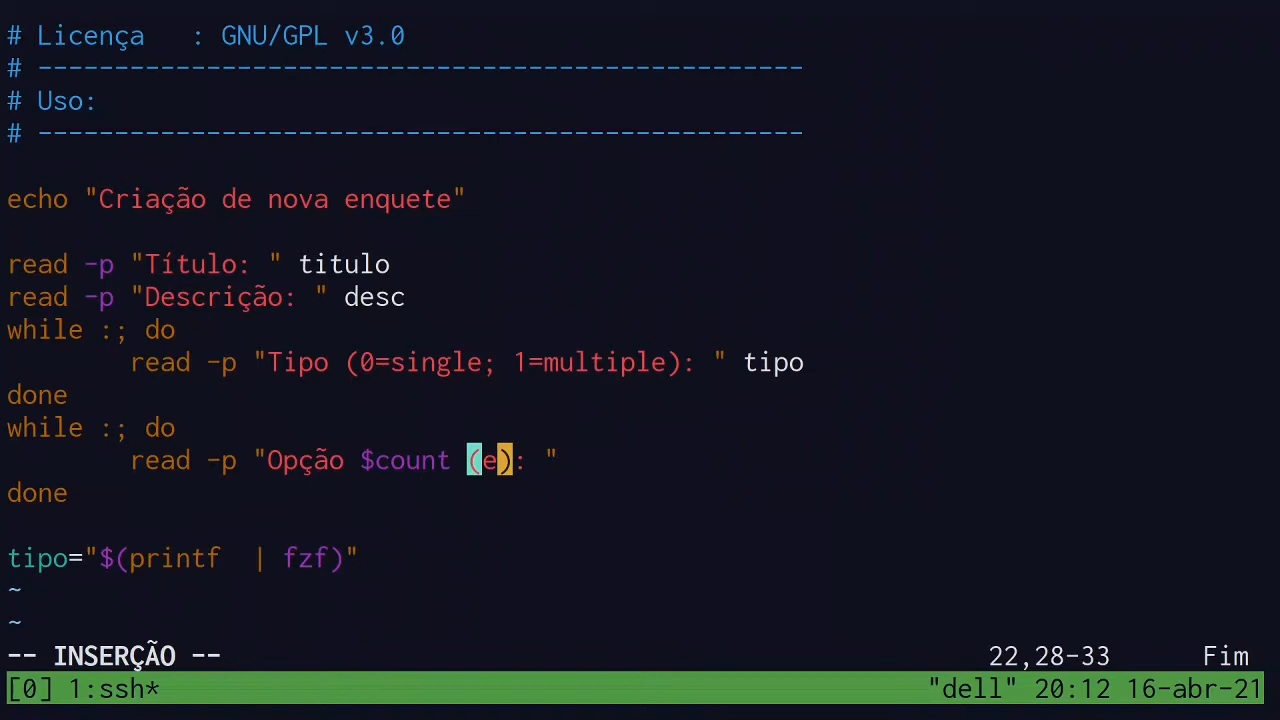 # Licença   : GNU/GPL v3.0
# --------------------------------------------------
# Uso:
# --------------------------------------------------
echo "Criação de nova enquete"
read -p "Título: " titulo
read -p "Descrição: " desc
while :; do
        read -p "Tipo (0=single; 1=multiple): " tipo
done
while :; do
        read -p "Opção $count (e): "
done
tipo="$(printf  | fzf)"
~
~
-- INSERÇÃO --                                                  22,28-33      Fim
[0] 1:ssh*                                                  "dell" 20:12 16-abr-21